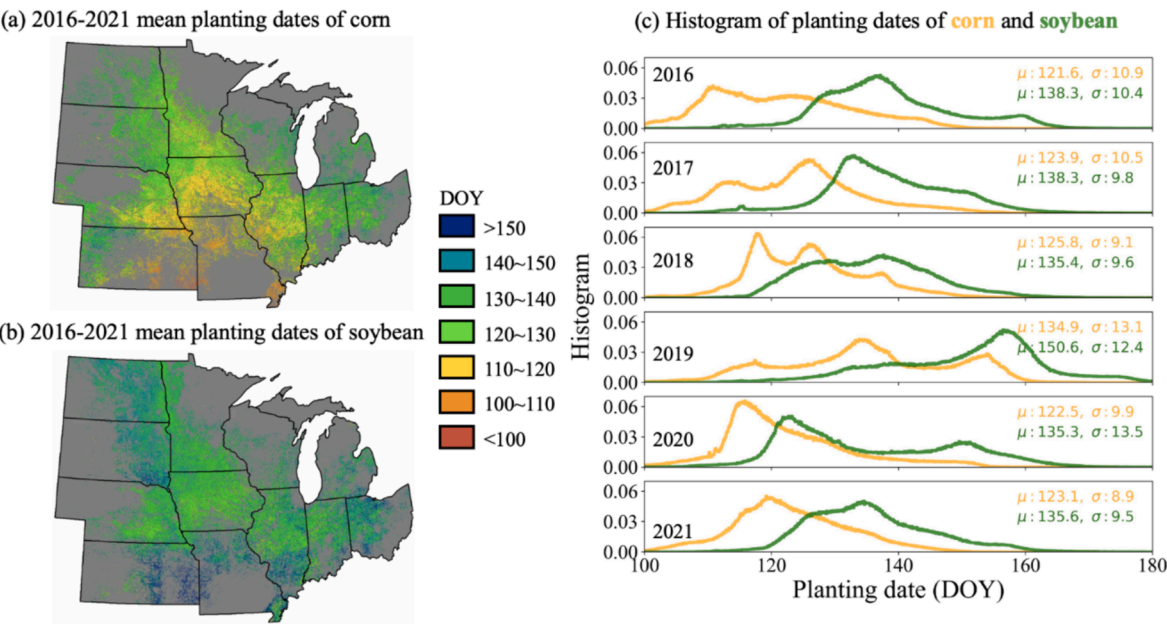 (a) 2016-2021 mean planting dates of corn
(b) 2016-2021 mean planting dates of soybean
DOY
>150
140~150
130~140
120~130
110~120
100~110
<100
(c) Histogram of planting dates of corn and soybean
Histogram
0.06
0.03
0.00
2016
μ: 121.6, σ: 10.9
μ: 138.3, σ: 10.4
0.06
0.03
0.00
2017
μ: 123.9, σ: 10.5
μ: 138.3, σ: 9.8
0.06
0.03
0.00
2018
μ: 125.8, σ: 9.1
μ: 135.4, σ: 9.6
0.06
0.03
0.00
2019
μ: 134.9, σ: 13.1
μ: 150.6, σ: 12.4
0.06
0.03
0.00
2020
μ: 122.5, σ: 9.9
μ: 135.3, σ: 13.5
0.06
0.03
0.00
2021
μ: 123.1, σ: 8.9
μ: 135.6, σ: 9.5
100 120 140 160 180
Planting date (DOY)